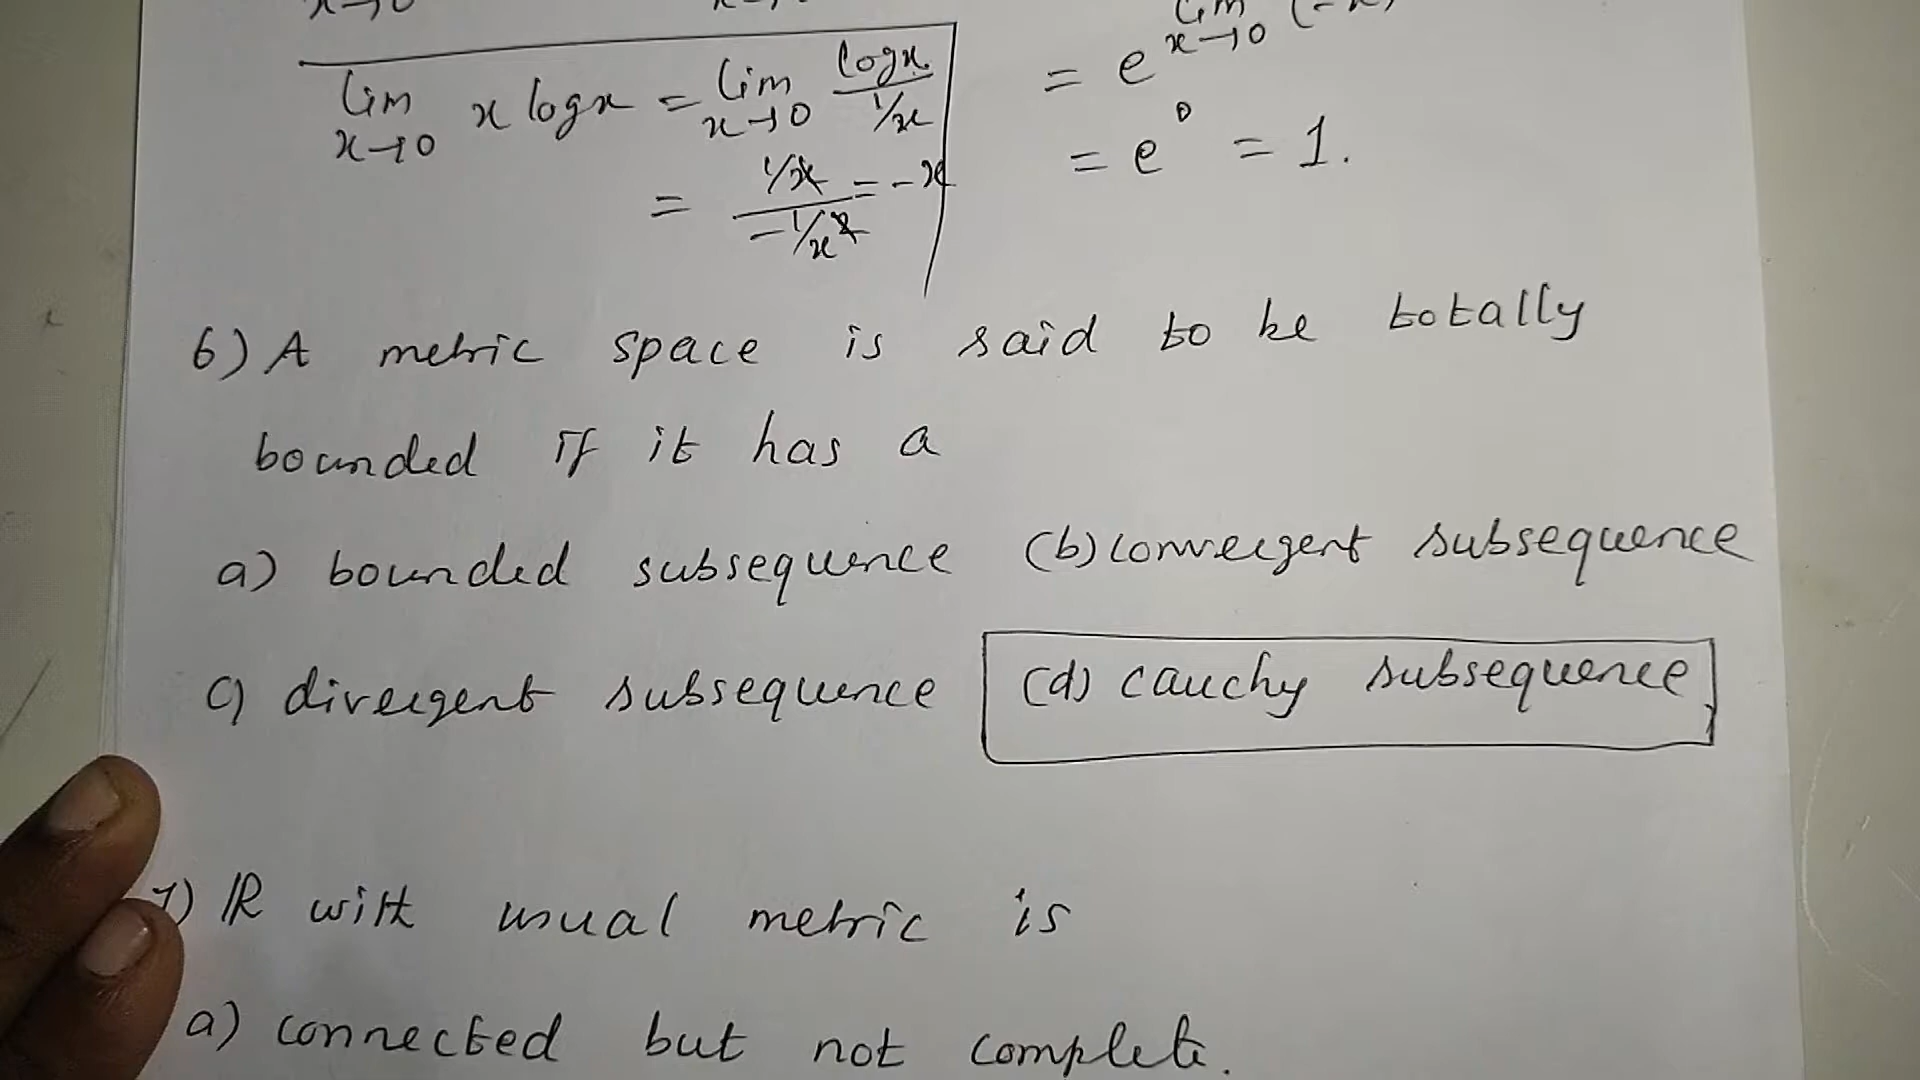 lim x→0 x logx = lim x→0 logx / 1/x
= 1/x / -1/x² = -x
= e^ lim x→0 (-x)
= e⁰ = 1.
6) A metric space is said to be totally
bounded if it has a
a) bounded subsequence (b) convergent subsequence
c) divergent subsequence (d) cauchy subsequence
7) ℝ with usual metric is
a) connected but not complete.